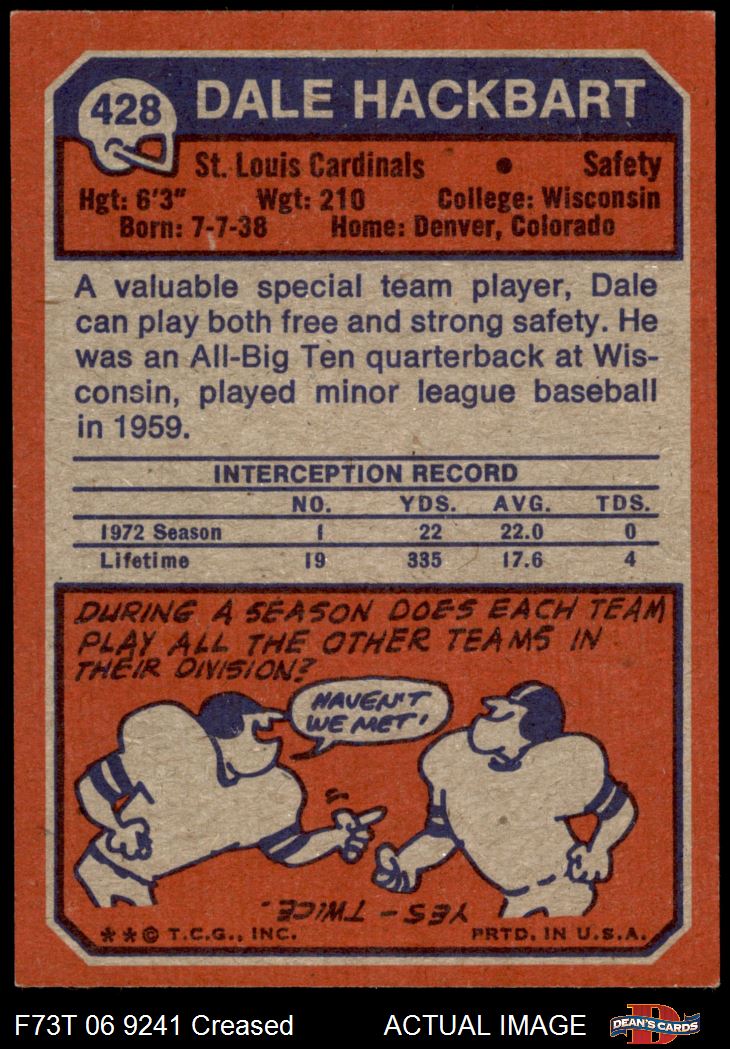 428 DALE HACKBART
St. Louis Cardinals • Safety
Hgt: 6'3" Wgt: 210 College: Wisconsin
Born: 7-7-38 Home: Denver, Colorado
A valuable special team player, Dale
can play both free and strong safety. He
was an All-Big Ten quarterback at Wis-
consin, played minor league baseball
in 1959.
INTERCEPTION RECORD
NO. YDS. AVG. TDS.
1972 Season 1 22 22.0 0
Lifetime 19 335 17.6 4
DURING A SEASON DOES EACH TEAM
PLAY ALL THE OTHER TEAMS IN
THEIR DIVISION?
HAVEN'T
WE MET!
YES - TWICE.
**© T.C.G., INC. PRTD. IN U.S.A.
F73T 06 9241 Creased ACTUAL IMAGE DEAN'S CARDS